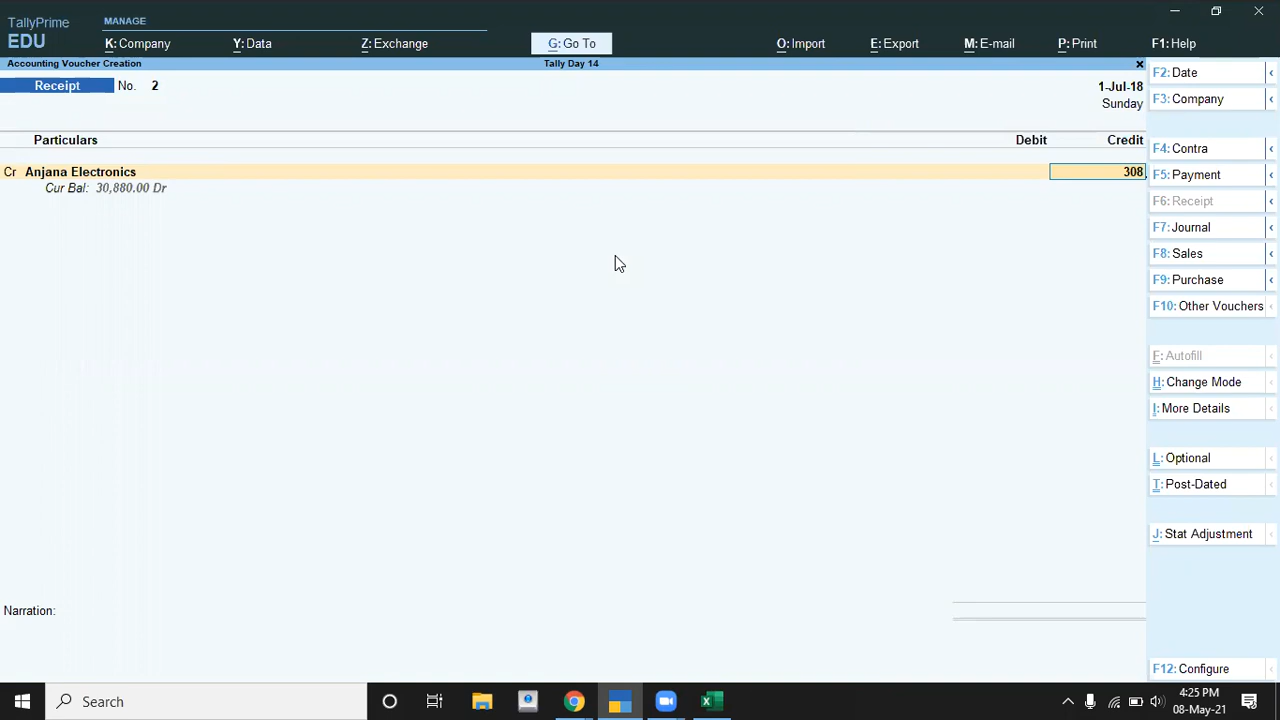 TallyPrime
EDU
MANAGE
K: Company
Y: Data
Z: Exchange
G: Go To
O: Import
E: Export
M: E-mail
P: Print
F1: Help
Accounting Voucher Creation
Tally Day 14
×
Receipt No. 2
1-Jul-18
Sunday
Particulars Debit Credit
Cr Anjana Electronics 308
Cur Bal: 30,880.00 Dr
Narration:
F2: Date
F3: Company
F4: Contra
F5: Payment
F6: Receipt
F7: Journal
F8: Sales
F9: Purchase
F10: Other Vouchers
F: Autofill
H: Change Mode
I: More Details
L: Optional
T: Post-Dated
J: Stat Adjustment
F12: Configure
Search
4:25 PM
08-May-21